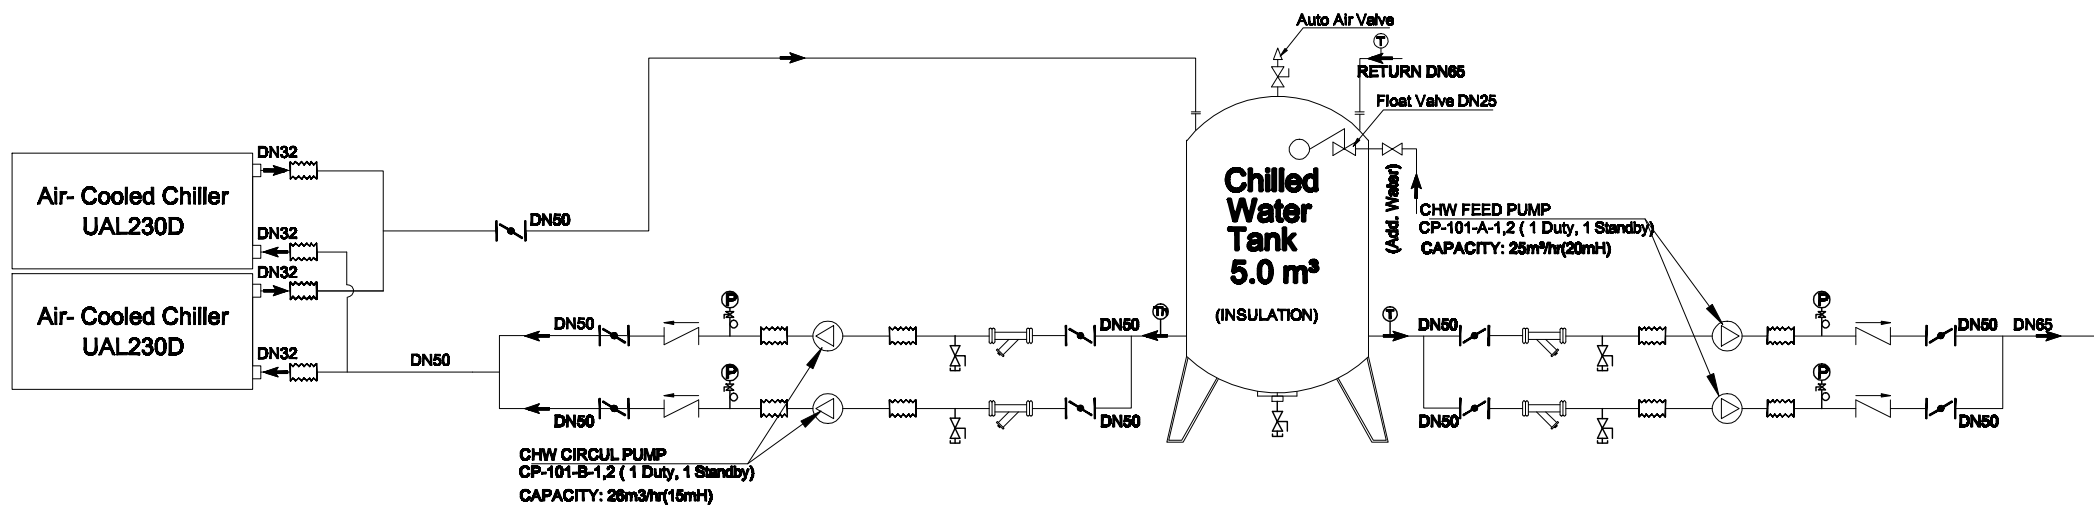 Auto Air Valve
T
RETURN DN65
Float Valve DN25
DN32
Air- Cooled Chiller
UAL230D
DN32
DN50
Chilled
Water
Tank
5.0 m³
(INSULATION)
(Add. Water)
CHW FEED PUMP
CP-101-A-1,2 ( 1 Duty, 1 Standby)
CAPACITY: 25m³/hr(20mH)
DN32
Air- Cooled Chiller
UAL230D
DN32
DN50
DN50
P
DN50
Th
T
DN50
P
DN50
DN65
DN50
P
DN50
DN50
P
DN50
CHW CIRCUL PUMP
CP-101-B-1,2 ( 1 Duty, 1 Standby)
CAPACITY: 26m3/hr(15mH)